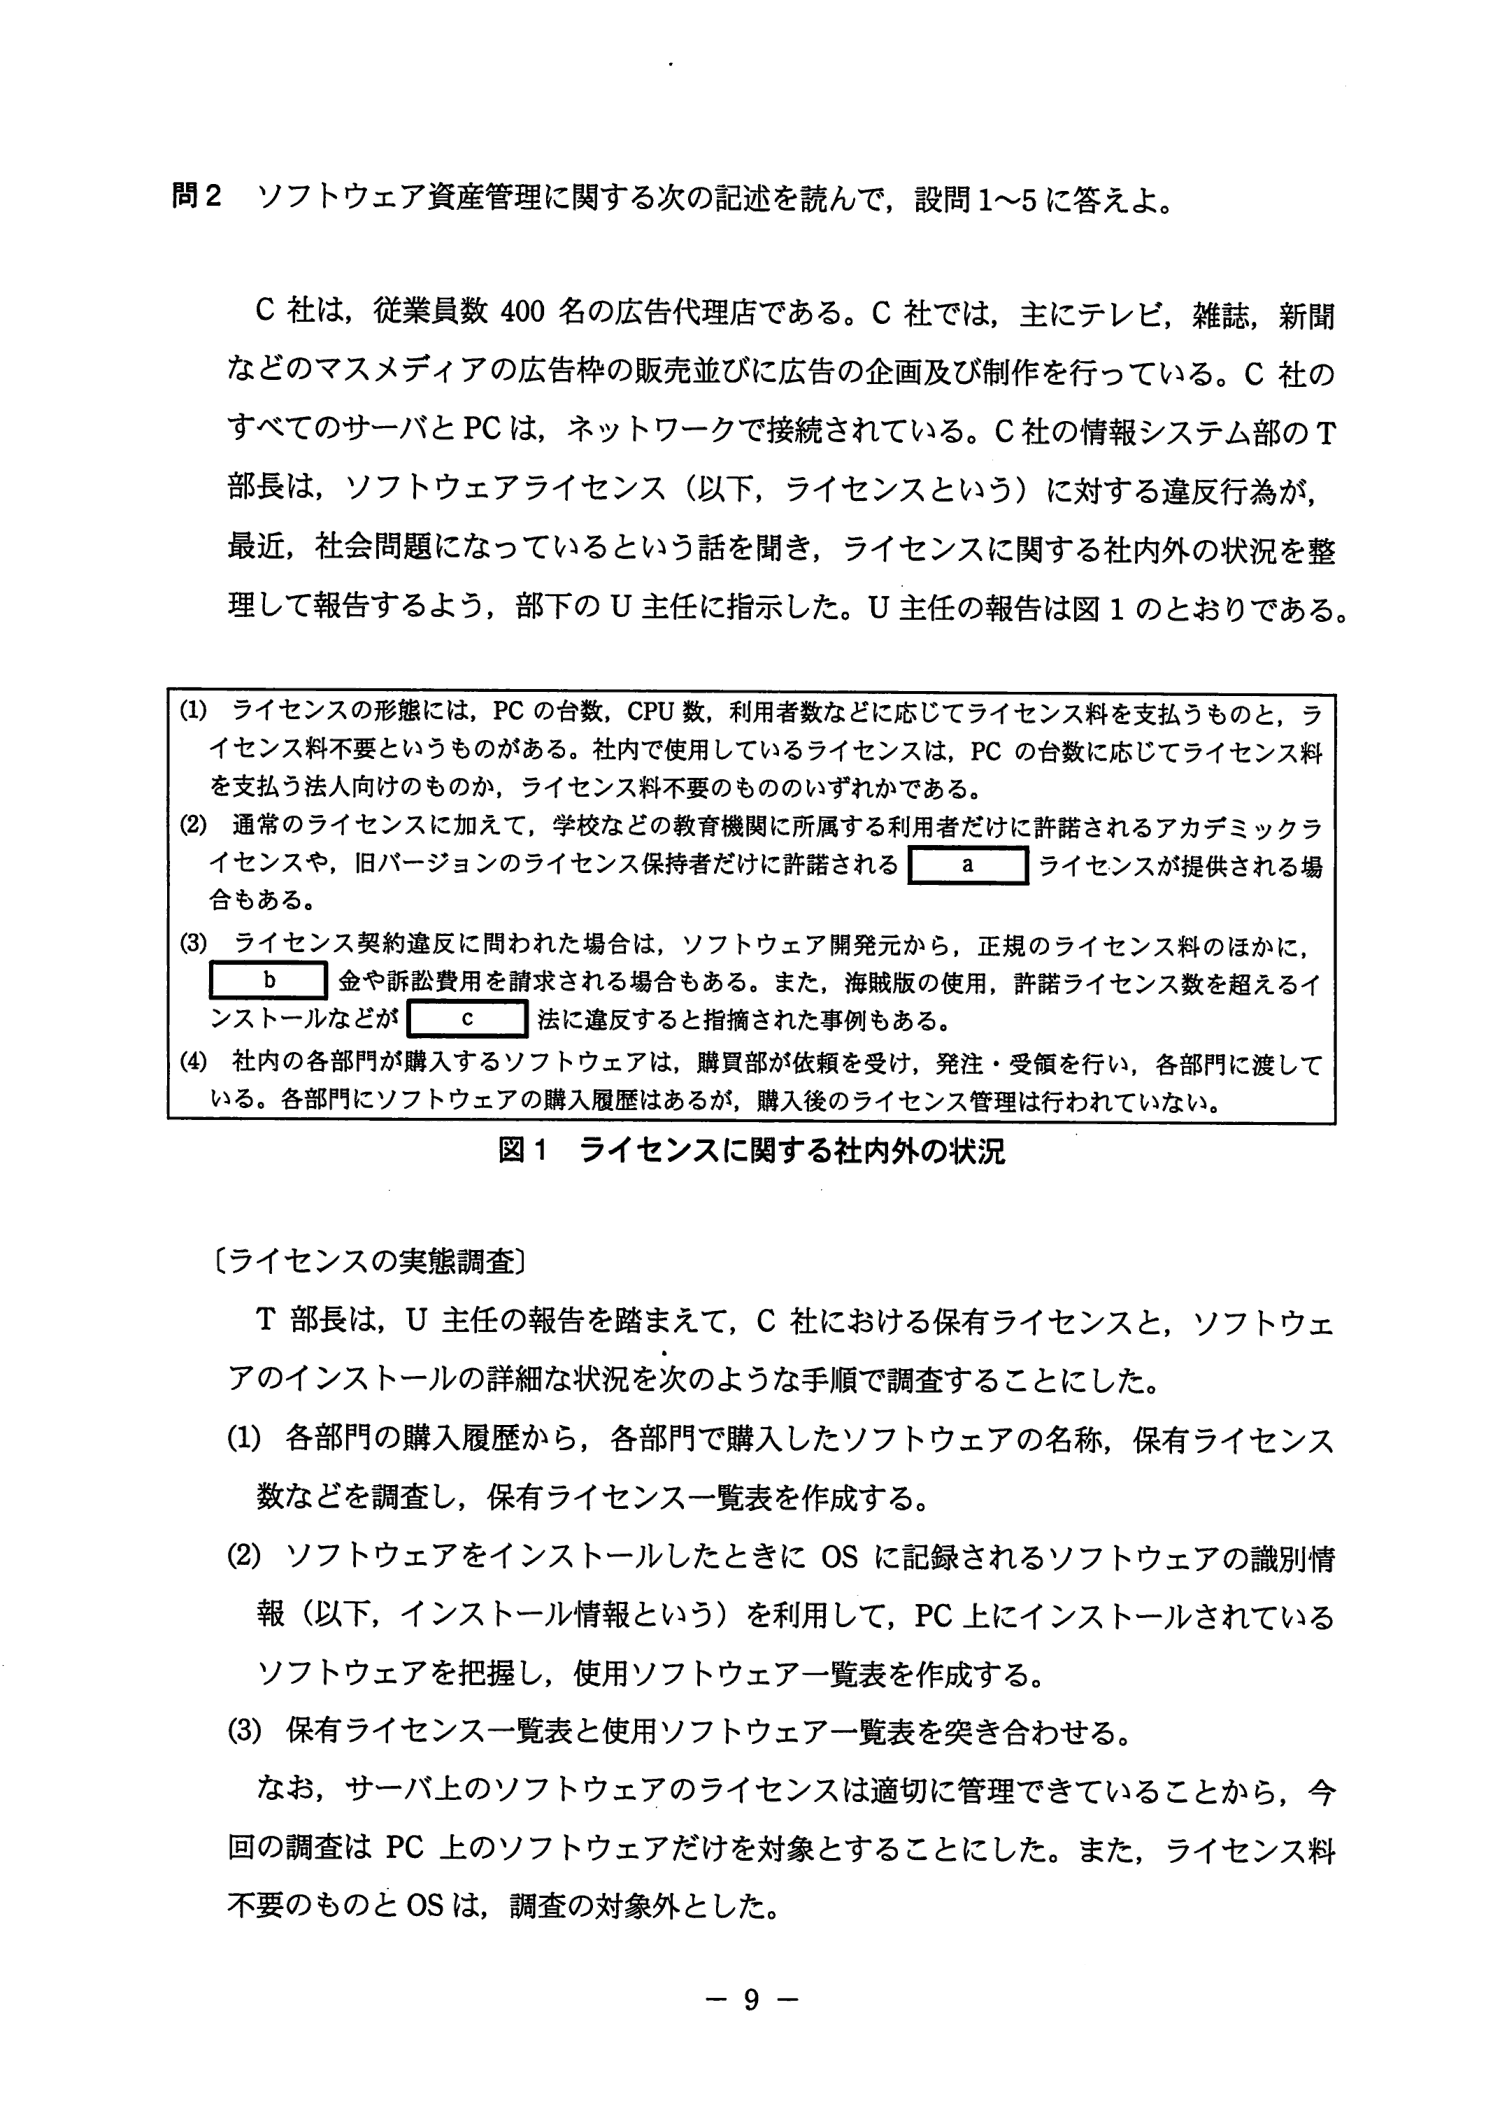 問2 ソフトウェア資産管理に関する次の記述を読んで，設問1～5に答えよ。
C 社は，従業員数 400 名の広告代理店である。C 社では，主にテレビ，雑誌，新聞
などのマスメディアの広告枠の販売並びに広告の企画及び制作を行っている。C 社の
すべてのサーバと PC は，ネットワークで接続されている。C 社の情報システム部の T
部長は，ソフトウェアライセンス（以下，ライセンスという）に対する違反行為が，
最近，社会問題になっているという話を聞き，ライセンスに関する社内外の状況を整
理して報告するよう，部下の U 主任に指示した。U 主任の報告は図 1 のとおりである。
(1) ライセンスの形態には，PC の台数，CPU 数，利用者数などに応じてライセンス料を支払うものと，ラ
イセンス料不要というものがある。社内で使用しているライセンスは，PC の台数に応じてライセンス料
を支払う法人向けのものか，ライセンス料不要のもののいずれかである。
(2) 通常のライセンスに加えて，学校などの教育機関に所属する利用者だけに許諾されるアカデミックラ
イセンスや，旧バージョンのライセンス保持者だけに許諾される a ライセンスが提供される場
合もある。
(3) ライセンス契約違反に問われた場合は，ソフトウェア開発元から，正規のライセンス料のほかに，
b 金や訴訟費用を請求される場合もある。また，海賊版の使用，許諾ライセンス数を超えるイ
ンストールなどが c 法に違反すると指摘された事例もある。
(4) 社内の各部門が購入するソフトウェアは，購買部が依頼を受け，発注・受領を行い，各部門に渡して
いる。各部門にソフトウェアの購入履歴はあるが，購入後のライセンス管理は行われていない。
図1 ライセンスに関する社内外の状況
〔ライセンスの実態調査〕
T 部長は，U 主任の報告を踏まえて，C 社における保有ライセンスと，ソフトウェ
アのインストールの詳細な状況を次のような手順で調査することにした。
(1) 各部門の購入履歴から，各部門で購入したソフトウェアの名称，保有ライセンス
数などを調査し，保有ライセンス一覧表を作成する。
(2) ソフトウェアをインストールしたときに OS に記録されるソフトウェアの識別情
報（以下，インストール情報という）を利用して，PC 上にインストールされている
ソフトウェアを把握し，使用ソフトウェア一覧表を作成する。
(3) 保有ライセンス一覧表と使用ソフトウェア一覧表を突き合わせる。
なお，サーバ上のソフトウェアのライセンスは適切に管理できていることから，今
回の調査は PC 上のソフトウェアだけを対象とすることにした。また，ライセンス料
不要のものと OS は，調査の対象外とした。
－ 9 －